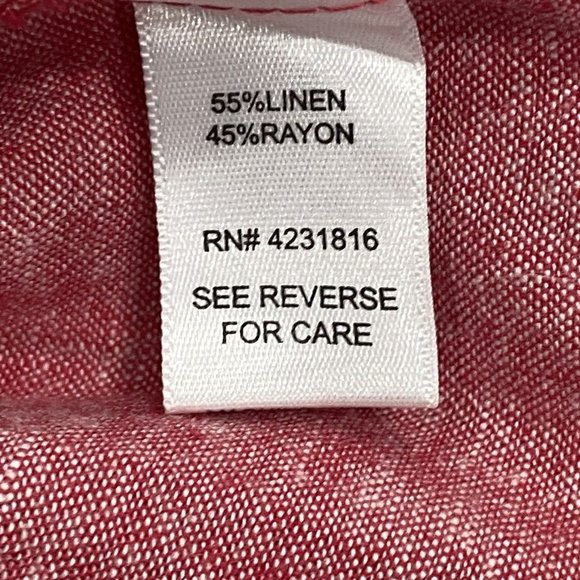 55%LINEN
45%RAYON
RN# 4231816
SEE REVERSE
FOR CARE